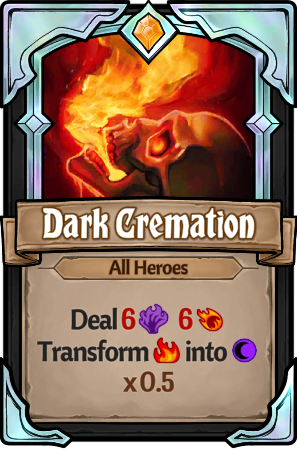 Dark Cremation
All Heroes
Deal 6 6
Transform into
x0.5